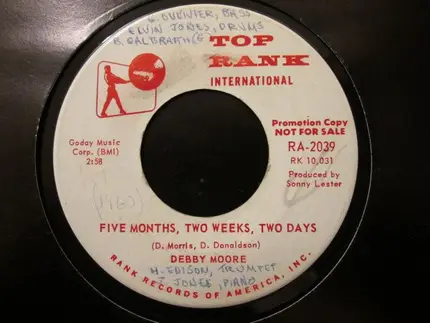 G. DUVIVIER, BASS
ELVIN JONES, DRUMS
B. GALBRAITH, G
TOP
RANK
INTERNATIONAL
Promotion Copy
NOT FOR SALE
Goday Music
Corp. (BMI)
2:58
RA-2039
RK 10,031
Produced by
Sonny Lester
(1960)
FIVE MONTHS, TWO WEEKS, TWO DAYS
(D. Morris, D. Donaldson)
DEBBY MOORE
H. EDISON, TRUMPET
JONES, PIANO
RANK RECORDS OF AMERICA, INC.